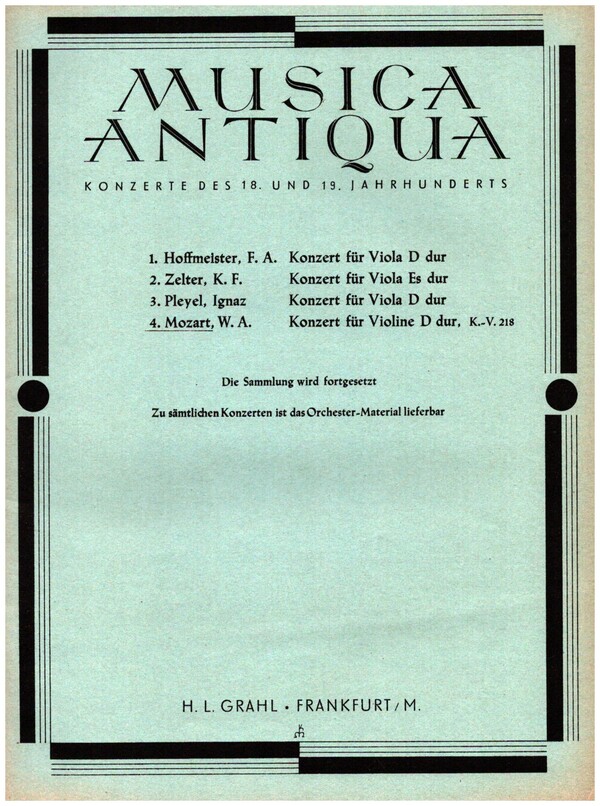 MUSICA
ANTIQUA
KONZERTE DES 18. UND 19. JAHRHUNDERTS
1. Hoffmeister, F. A. Konzert für Viola D dur
2. Zelter, K. F. Konzert für Viola Es dur
3. Pleyel, Ignaz Konzert für Viola D dur
4. Mozart, W. A. Konzert für Violine D dur, K.-V. 218
Die Sammlung wird fortgesetzt
Zu sämtlichen Konzerten ist das Orchester-Material lieferbar
H. L. GRAHL • FRANKFURT/M.